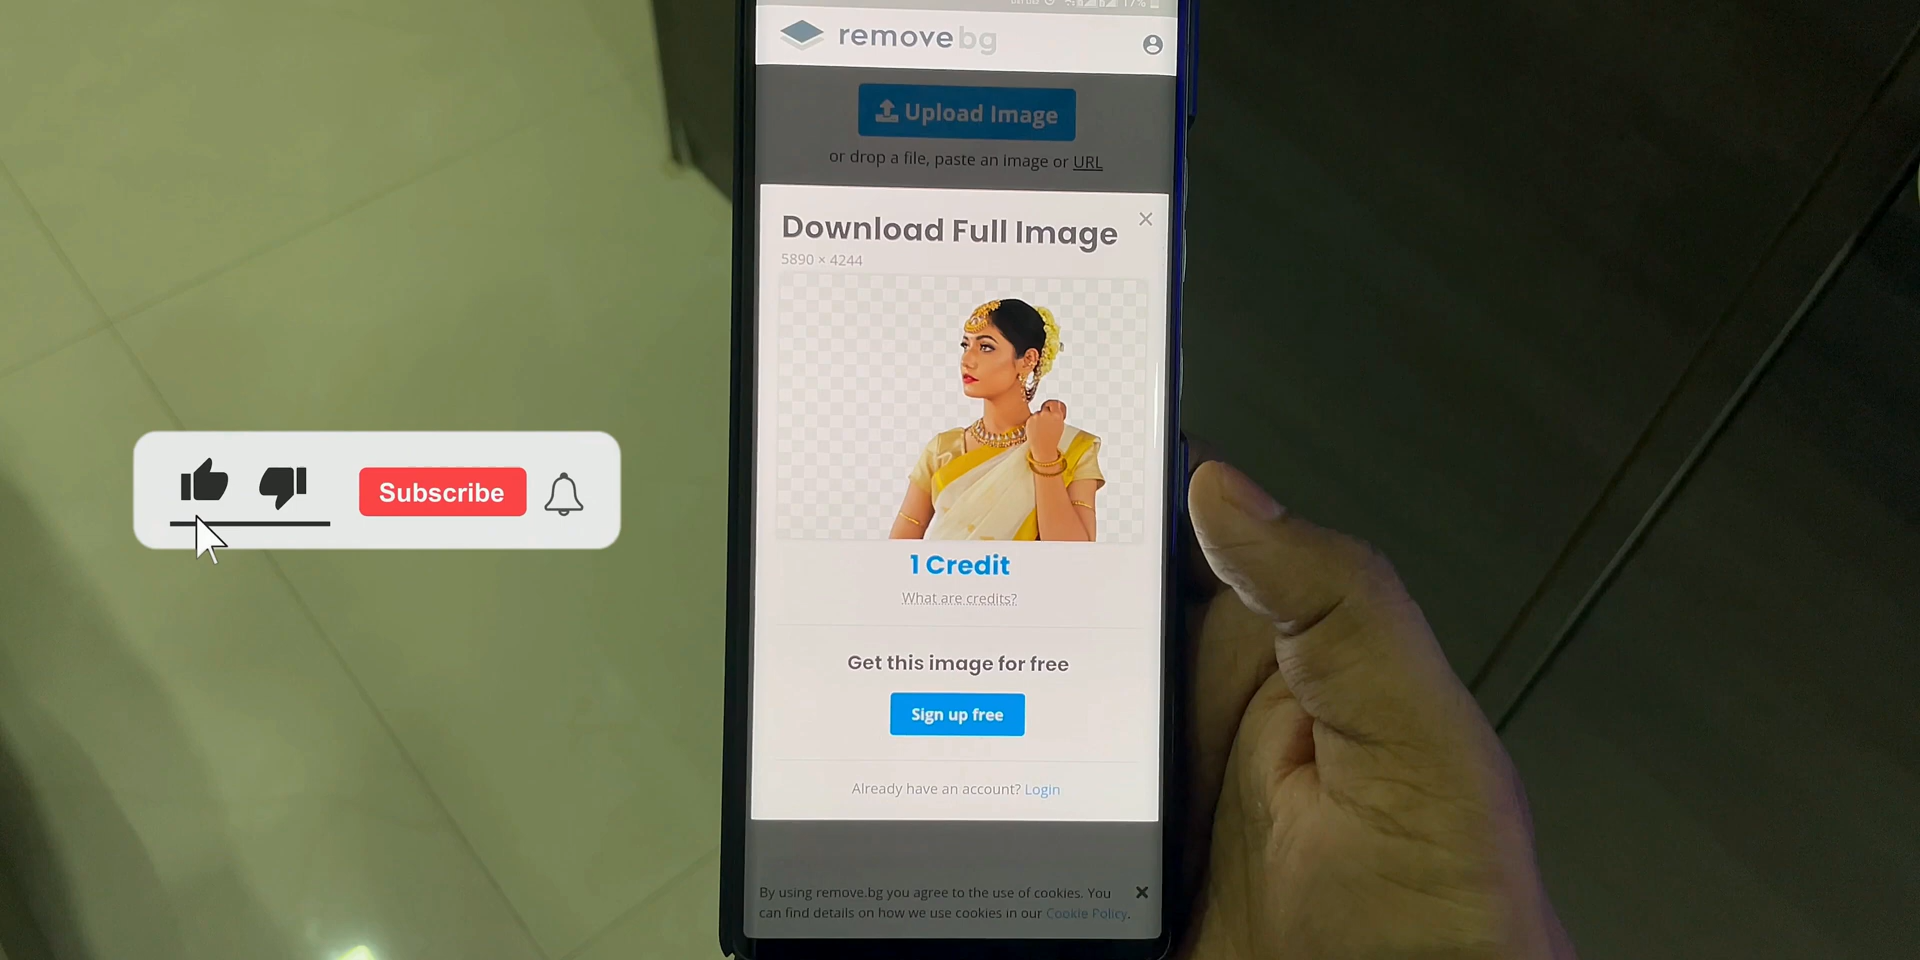 17%
remove bg
Upload Image
or drop a file, paste an image or URL
Download Full Image
5890 × 4244
1 Credit
What are credits?
Get this image for free
Sign up free
Already have an account? Login
By using remove.bg you agree to the use of cookies. You
can find details on how we use cookies in our Cookie Policy.
Subscribe